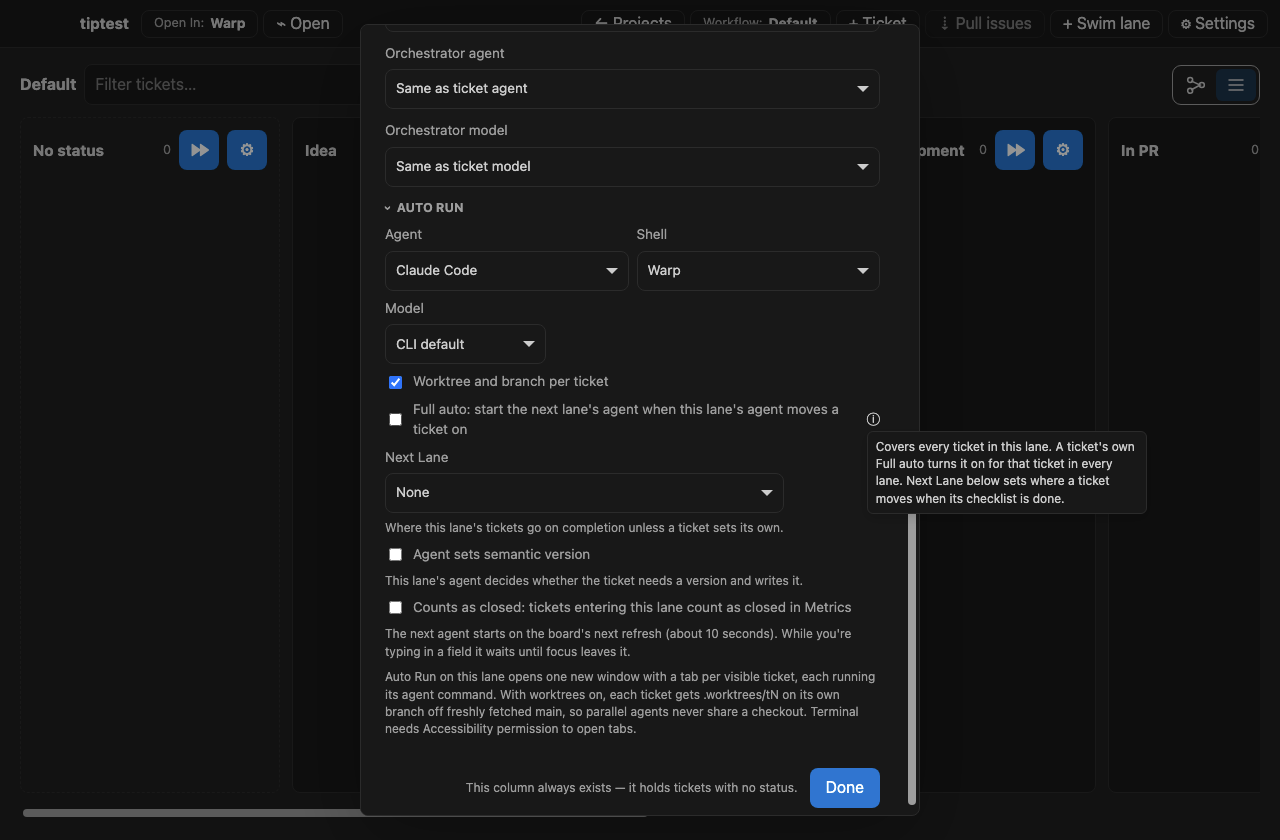 tiptest
Open In: Warp
Open
Projects
Workflow: Default
+ Ticket
Pull issues
+ Swim lane
Settings
Default
Filter tickets...
No status
0
Idea
pment
0
In PR
0
Orchestrator agent
Same as ticket agent
Orchestrator model
Same as ticket model
AUTO RUN
Agent
Shell
Claude Code
Warp
Model
CLI default
Worktree and branch per ticket
Full auto: start the next lane's agent when this lane's agent moves a
ticket on
Covers every ticket in this lane. A ticket's own
Full auto turns it on for that ticket in every
lane. Next Lane below sets where a ticket
moves when its checklist is done.
Next Lane
None
Where this lane's tickets go on completion unless a ticket sets its own.
Agent sets semantic version
This lane's agent decides whether the ticket needs a version and writes it.
Counts as closed: tickets entering this lane count as closed in Metrics
The next agent starts on the board's next refresh (about 10 seconds). While you're
typing in a field it waits until focus leaves it.
Auto Run on this lane opens one new window with a tab per visible ticket, each running
its agent command. With worktrees on, each ticket gets .worktrees/tN on its own
branch off freshly fetched main, so parallel agents never share a checkout. Terminal
needs Accessibility permission to open tabs.
This column always exists — it holds tickets with no status.
Done